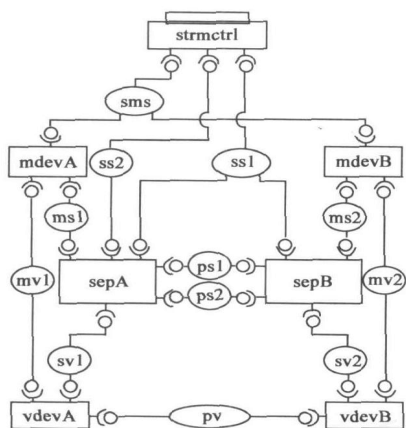 strmctrl
sms
mdevA
ss2
ss1
mdevB
ms1
ms2
mv1
sepA
ps1
sepB
mv2
ps2
sv1
sv2
vdevA
pv
vdevB